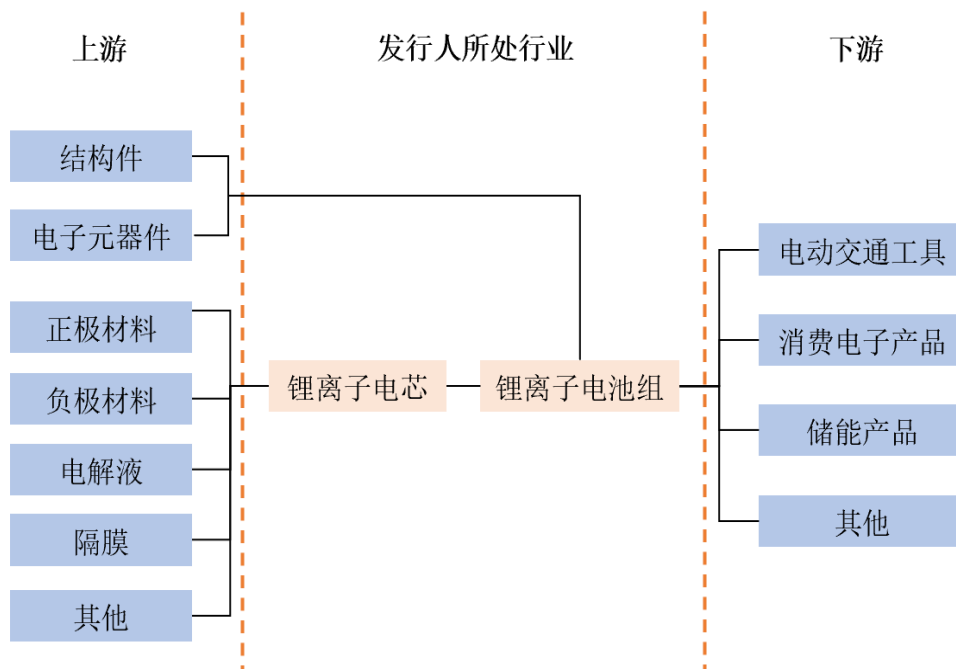 上游
发行人所处行业
下游
结构件
电子元器件
正极材料
负极材料
电解液
隔膜
其他
锂离子电芯
锂离子电池组
电动交通工具
消费电子产品
储能产品
其他